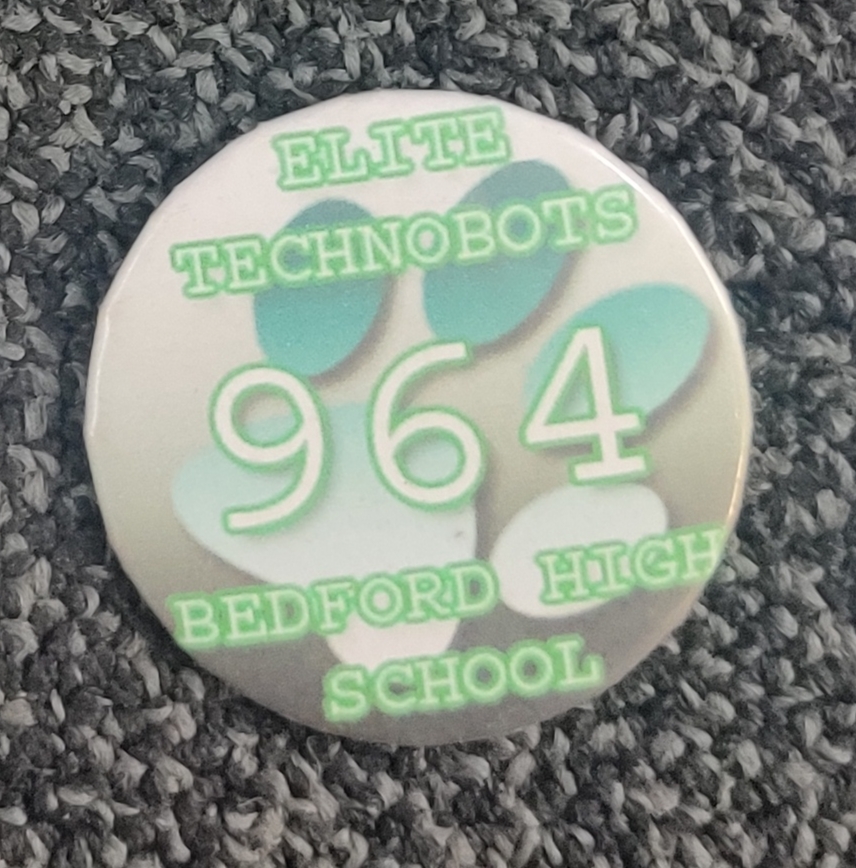 ELITE
TECHNOBOTS
964
BEDFORD HIGH
SCHOOL